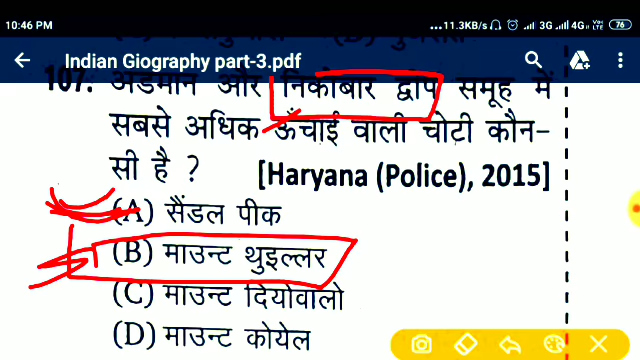 10:46 PM ...11.3KB/s 3G 4G VoLTE 76
Indian Giography part-3.pdf
107. अंडमान और निकोबार द्वीप समूह में
सबसे अधिक ऊँचाई वाली चोटी कौन-
सी है ? [Haryana (Police), 2015]
(A) सैंडल पीक
(B) माउन्ट थुइल्लर
(C) माउन्ट दियोवालो
(D) माउन्ट कोयेल